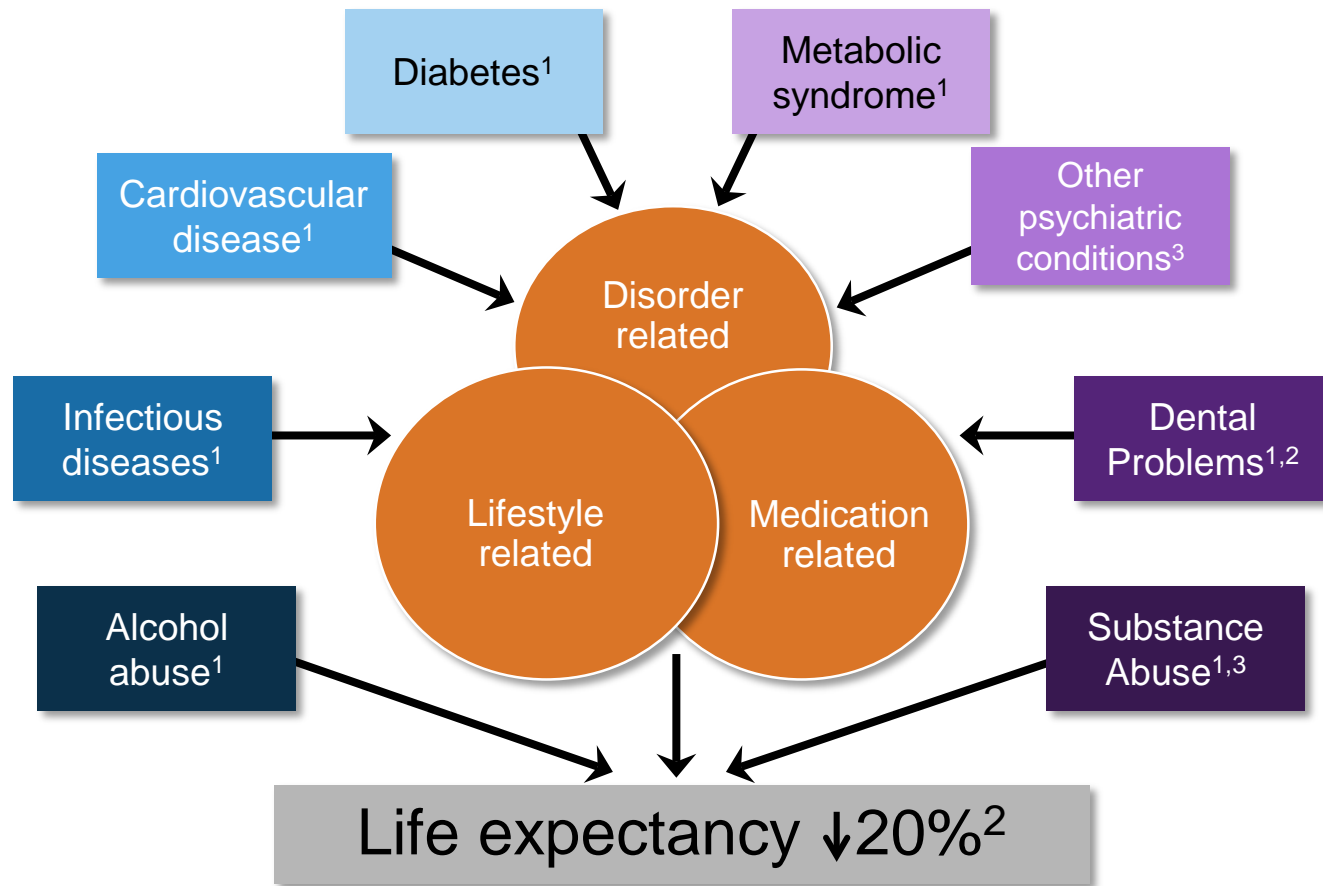 Diabetes¹
Metabolic
syndrome¹
Cardiovascular
disease¹
Other
psychiatric
conditions³
Disorder
related
Infectious
diseases¹
Dental
Problems¹,²
Lifestyle
related
Medication
related
Alcohol
abuse¹
Substance
Abuse¹,³
Life expectancy ↓20%²